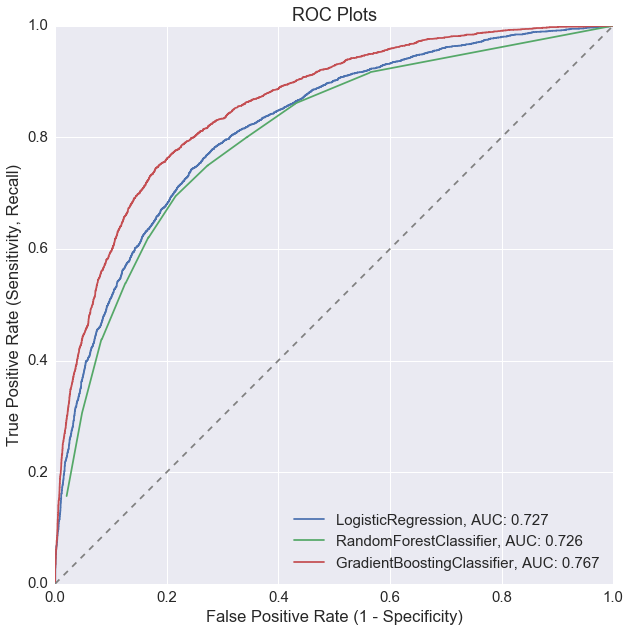 ROC Plots
True Positive Rate (Sensitivity, Recall)
1.0
0.8
0.6
0.4
0.2
0.0
LogisticRegression, AUC: 0.727
RandomForestClassifier, AUC: 0.726
GradientBoostingClassifier, AUC: 0.767
0.0 0.2 0.4 0.6 0.8 1.0
False Positive Rate (1 - Specificity)